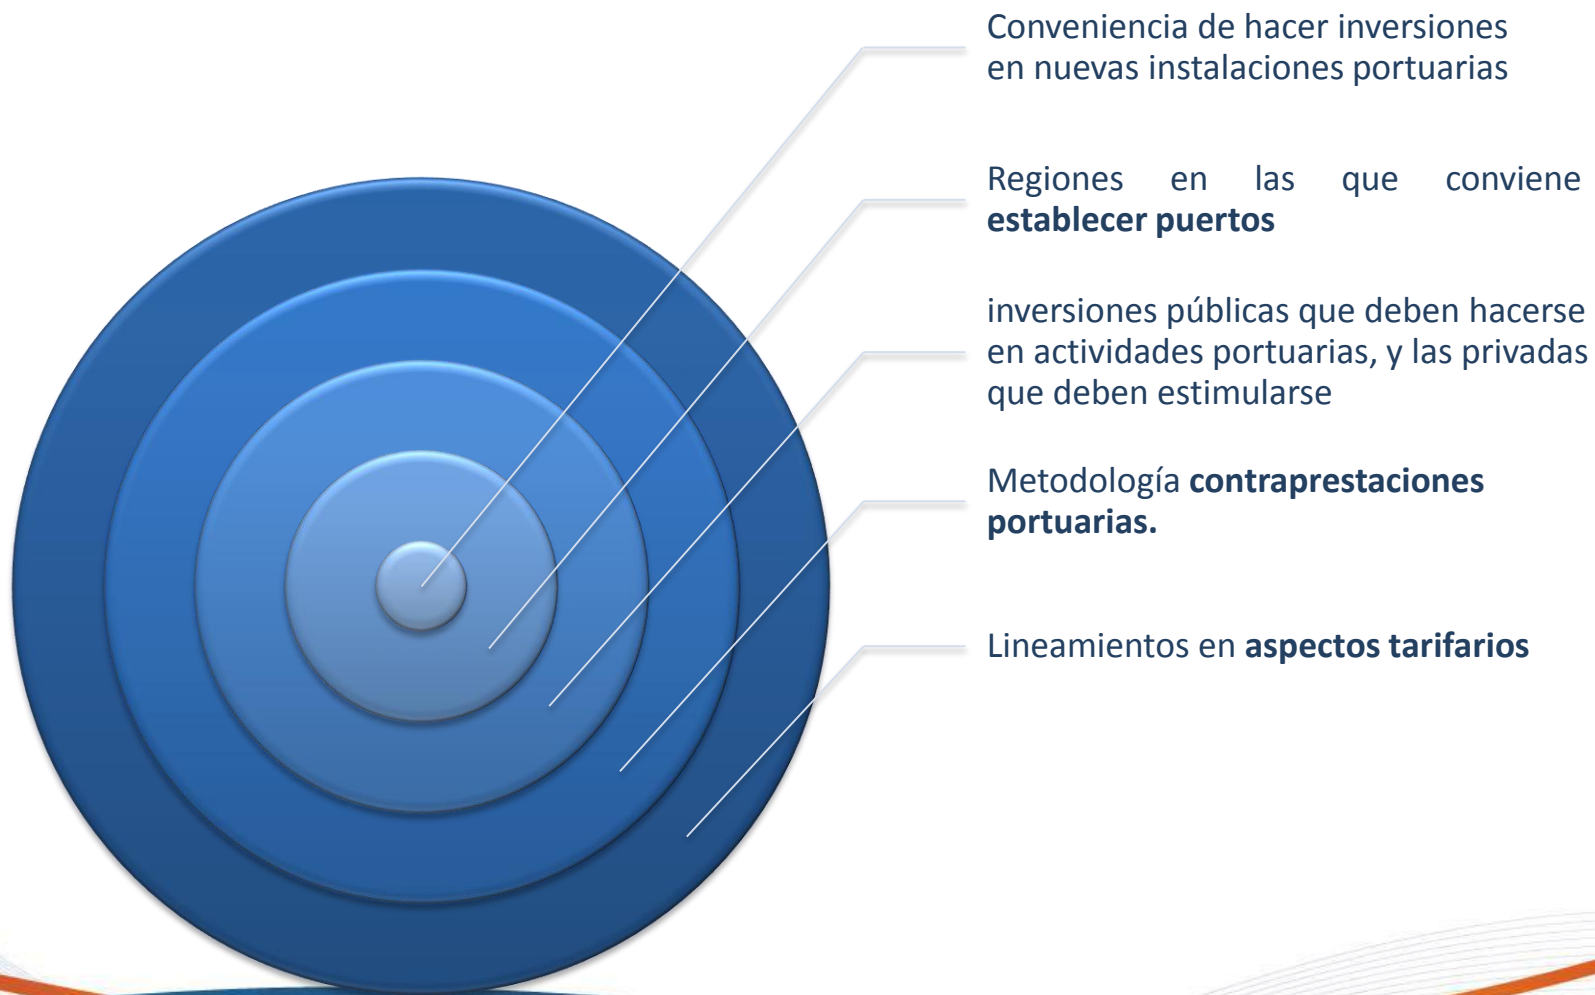 Conveniencia de hacer inversiones
en nuevas instalaciones portuarias
Regiones en las que conviene
establecer puertos
inversiones públicas que deben hacerse
en actividades portuarias, y las privadas
que deben estimularse
Metodología contraprestaciones
portuarias.
Lineamientos en aspectos tarifarios